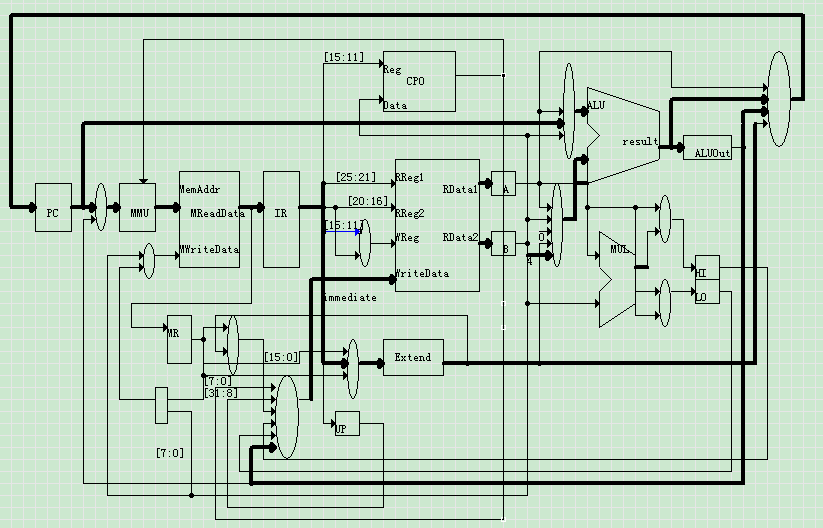 [15:11]
Reg
CPO
Data
ALU
result
ALUOut
PC
MMU
MemAddr
MReadData
MWriteData
IR
[25:21]
[20:16]
[15:11]
RReg1
RReg2
WReg
WriteData
RData1
RData2
A
B
0
4
MUL
HI
LO
immediate
MR
[15:0]
Extend
[7:0]
[31:8]
UP
[7:0]